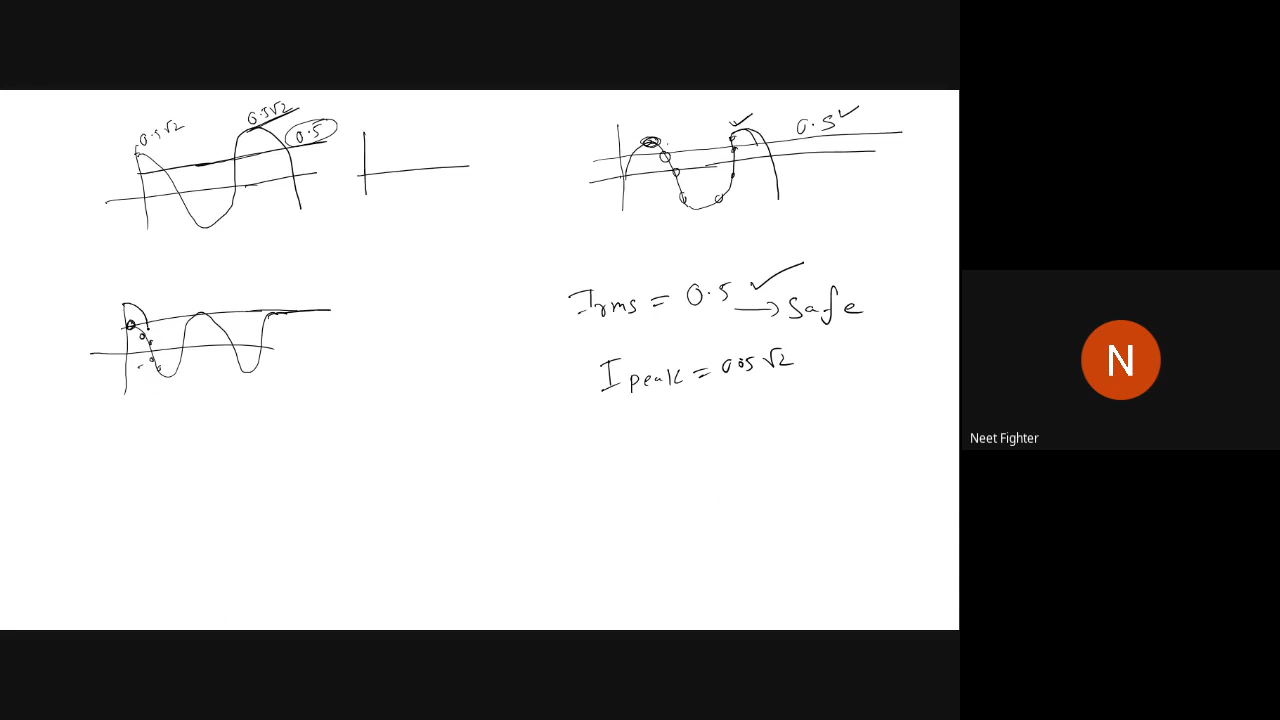 0.5√2
0.5√2
0.5
0.5✓
Irms = 0.5 ✓ → safe
I peak = 0.5 √2
N
Neet Fighter